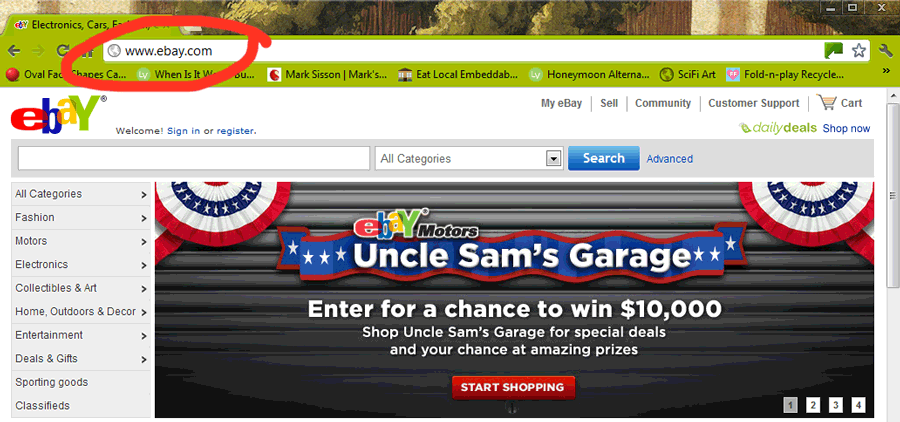 ebY Electronics, Cars, Fa
www.ebay.com
Oval Fac Shapes Ca... When Is It W u... Mark Sisson | Mark's... Eat Local Embeddab... Honeymoon Alterna... SciFi Art Fold-n-play Recycle... »
ebaY® My eBay Sell Community Customer Support Cart
Welcome! Sign in or register. dailydeals Shop now
All Categories Search Advanced
All Categories
Fashion
Motors
Electronics
Collectibles & Art
Home, Outdoors & Decor
Entertainment
Deals & Gifts
Sporting goods
Classifieds
ebaY® Motors
Uncle Sam's Garage
Enter for a chance to win $10,000
Shop Uncle Sam's Garage for special deals
and your chance at amazing prizes
START SHOPPING
1 2 3 4